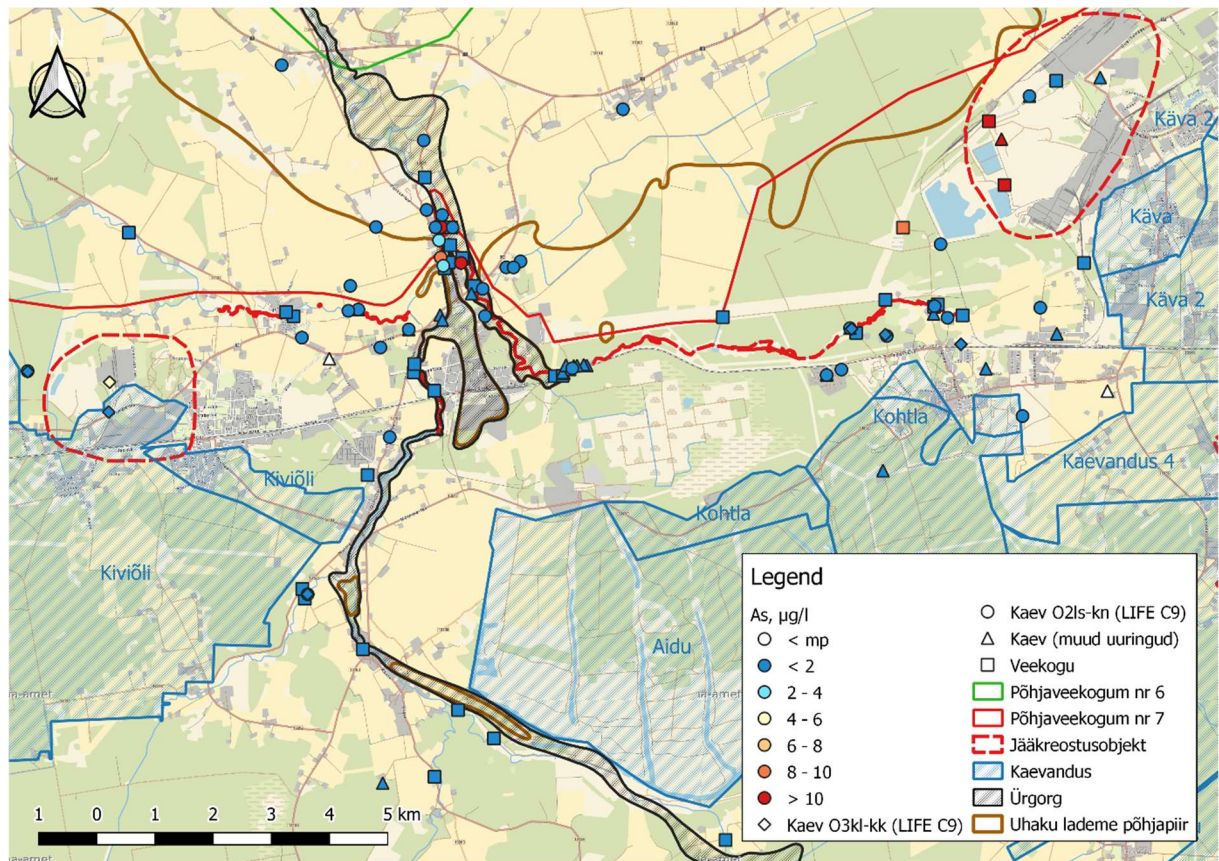 N
Käva 2
Käva
Käva 2
Kohtla
Kaevandus 4
Kiviõli
Kohtla
Kiviõli
Aidu
aa-amet
Legend
As, µg/l
< mp
< 2
2 - 4
4 - 6
6 - 8
8 - 10
> 10
Kaev O3kl-kk (LIFE C9)
Kaev O2ls-kn (LIFE C9)
Kaev (muud uuringud)
Veekogu
Põhjaveekogum nr 6
Põhjaveekogum nr 7
Jääkreostusobjekt
Kaevandus
Ürgorg
Uhaku lademe põhjapiir
1 0 1 2 3 4 5 km